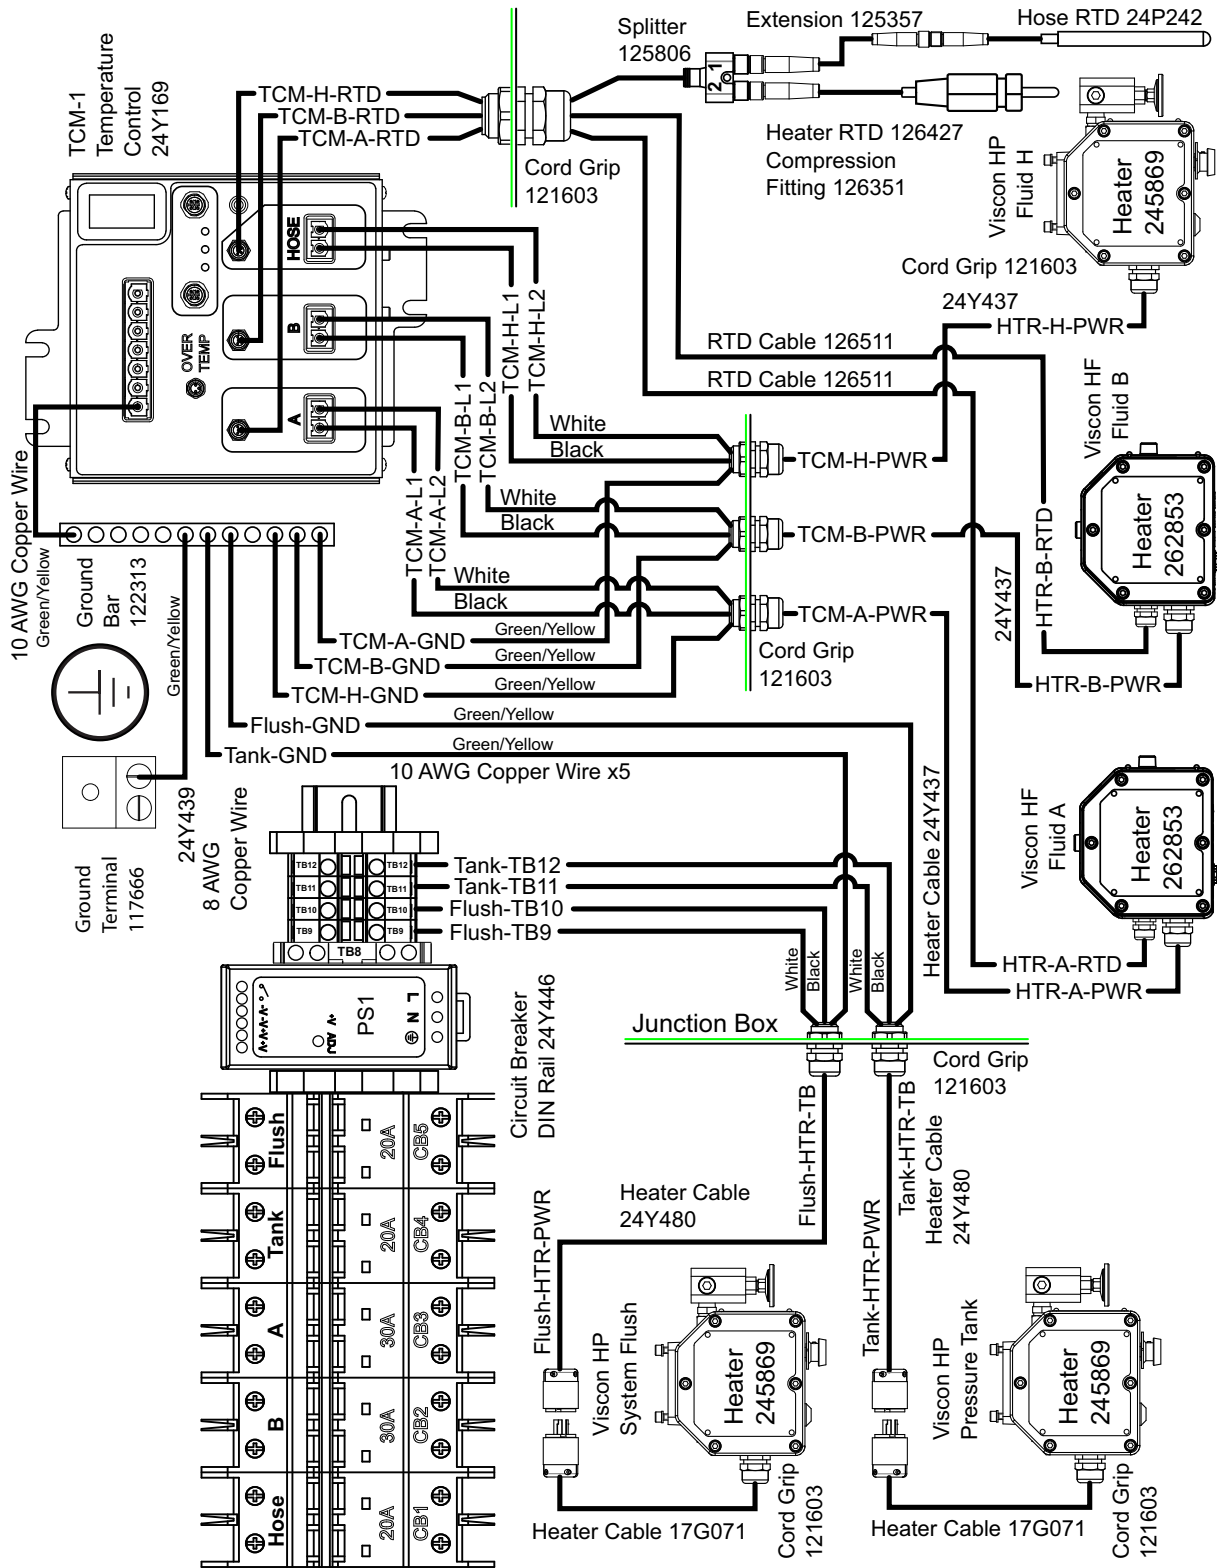 TCM-1
Temperature
Control
24Y169
TCM-H-RTD
TCM-B-RTD
TCM-A-RTD
Cord Grip
121603
Splitter
125806
1
2
Extension 125357
Hose RTD 24P242
Heater RTD 126427
Compression
Fitting 126351
Viscon HP
Fluid H
Heater
245869
Cord Grip 121603
24Y437
HTR-H-PWR
HOSE
B
A
OVER
TEMP
TCM-H-L1
TCM-H-L2
TCM-B-L1
TCM-B-L2
TCM-A-L1
TCM-A-L2
RTD Cable 126511
RTD Cable 126511
White
Black
TCM-H-PWR
White
Black
TCM-B-PWR
White
Black
TCM-A-PWR
Cord Grip
121603
Viscon HF
Fluid B
Heater
262853
24Y437
HTR-B-RTD
HTR-B-PWR
10 AWG Copper Wire
Green/Yellow
Ground
Bar
122313
Green/Yellow
TCM-A-GND
Green/Yellow
TCM-B-GND
Green/Yellow
TCM-H-GND
Green/Yellow
Flush-GND
Green/Yellow
Tank-GND
Green/Yellow
10 AWG Copper Wire x5
Ground
Terminal
117666
24Y439
8 AWG
Copper Wire
Heater Cable 24Y437
Viscon HF
Fluid A
Heater
262853
HTR-A-RTD
HTR-A-PWR
TB12
TB12
Tank-TB12
TB11
TB11
Tank-TB11
TB10
TB10
Flush-TB10
TB9
TB9
Flush-TB9
TB8
White
Black
White
Black
-V-V+V+V
+V ADJ
PS1
L
N
Circuit Breaker
DIN Rail 24Y446
Junction Box
Cord Grip
121603
Flush-HTR-TB
Tank-HTR-TB
Heater Cable
24Y480
Heater Cable
24Y480
Flush-HTR-PWR
Tank-HTR-PWR
Flush
20A
CB5
Tank
20A
CB4
A
30A
CB3
B
30A
CB2
Hose
20A
CB1
Viscon HP
System Flush
Heater
245869
Heater Cable 17G071
Cord Grip
121603
Viscon HP
Pressure Tank
Heater
245869
Heater Cable 17G071
Cord Grip
121603